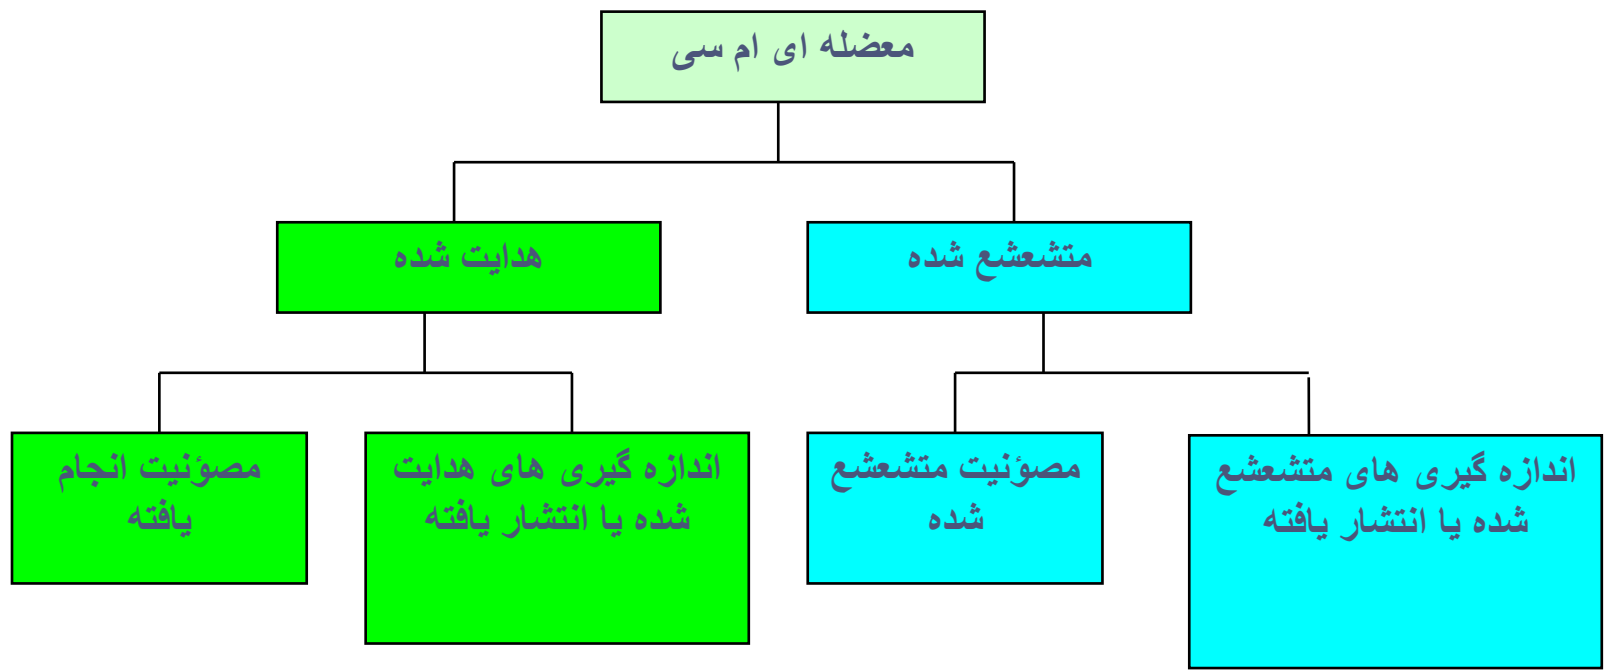 معضله ای ام سی
متشعشع شده
هدایت شده
اندازه گیری های متشعشع
شده یا انتشار یافته
مصؤنیت متشعشع
شده
اندازه گیری های هدایت
شده یا انتشار یافته
مصؤنیت انجام
یافته